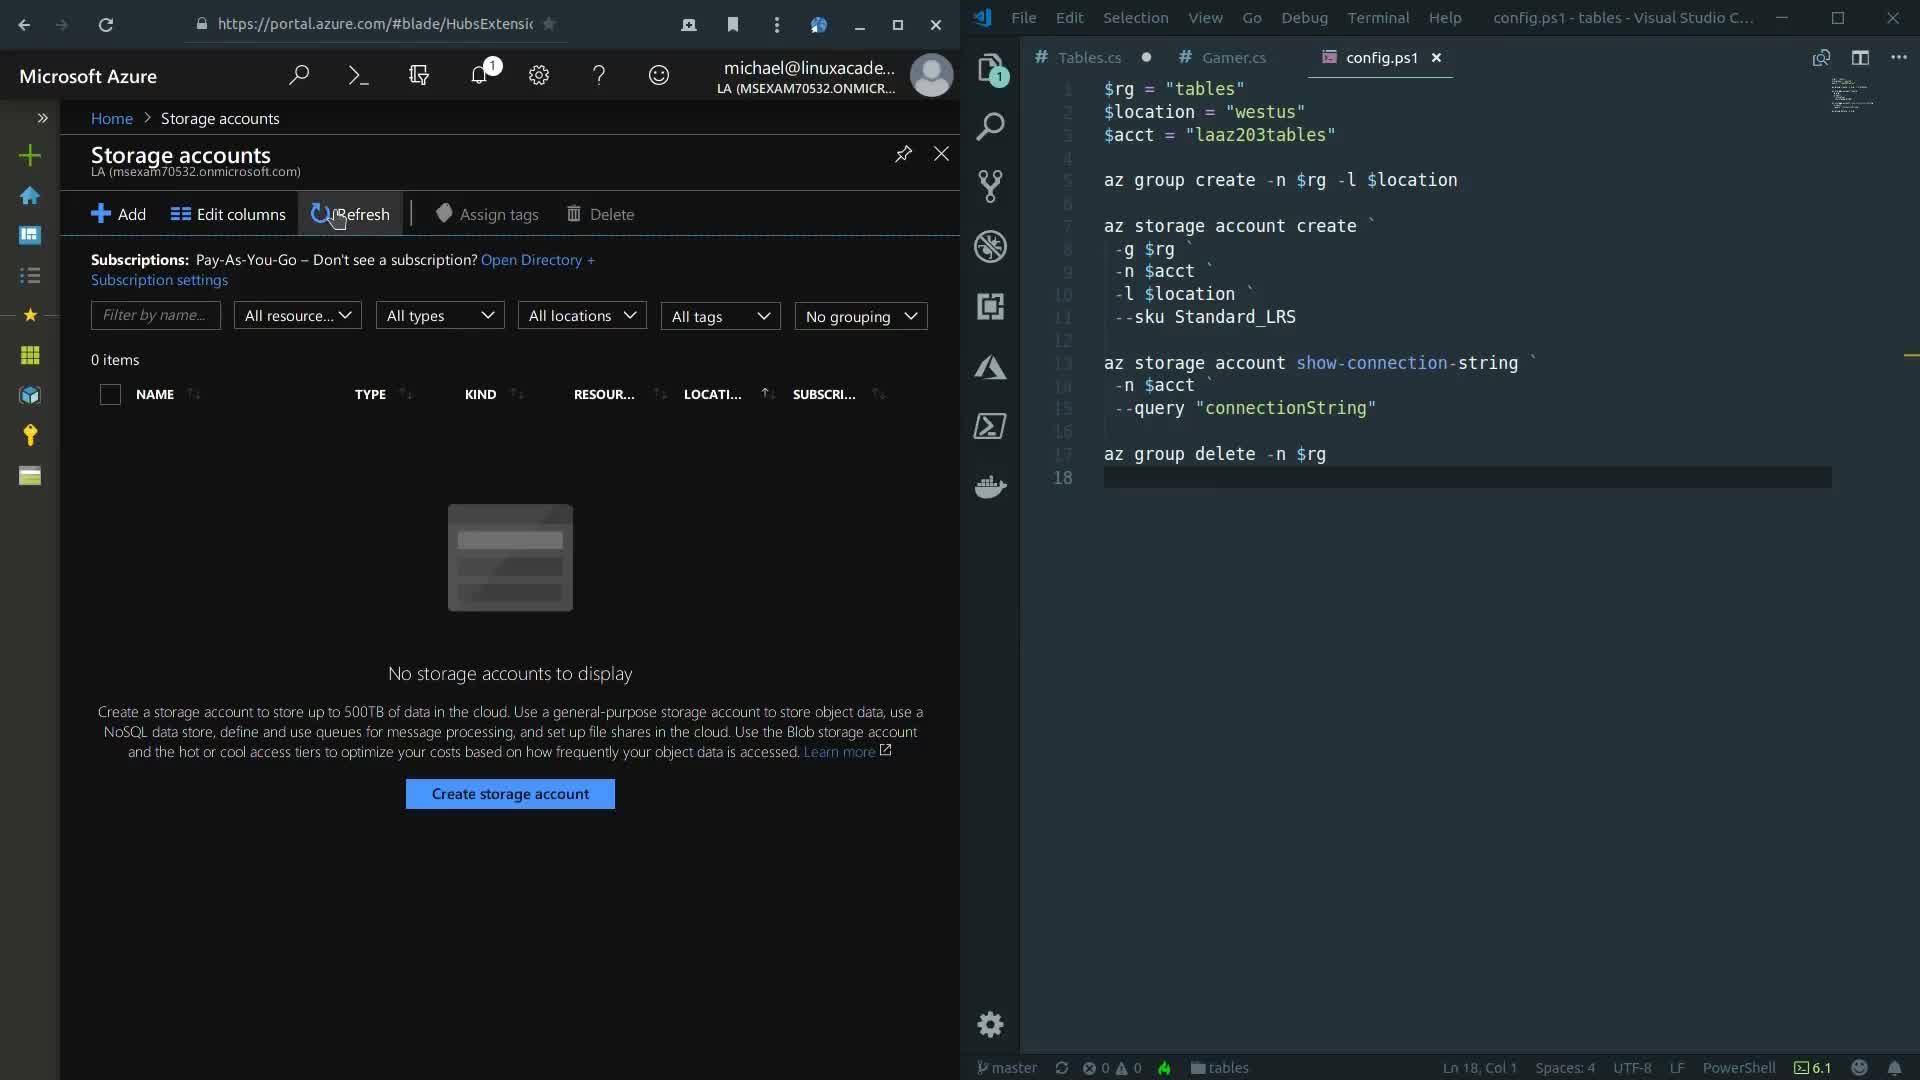 https://portal.azure.com/#blade/HubsExtensic
Microsoft Azure
1
michael@linuxacade...
LA (MSEXAM70532.ONMICR...
Home > Storage accounts
Storage accounts
LA (msexam70532.onmicrosoft.com)
Add
Edit columns
Refresh
Assign tags
Delete
Subscriptions: Pay-As-You-Go – Don't see a subscription? Open Directory +
Subscription settings
Filter by name...
All resource...
All types
All locations
All tags
No grouping
0 items
NAME
TYPE
KIND
RESOUR...
LOCATI...
SUBSCRI...
No storage accounts to display
Create a storage account to store up to 500TB of data in the cloud. Use a general-purpose storage account to store object data, use a
NoSQL data store, define and use queues for message processing, and set up file shares in the cloud. Use the Blob storage account
and the hot or cool access tiers to optimize your costs based on how frequently your object data is accessed. Learn more
Create storage account
File Edit Selection View Go Debug Terminal Help
config.ps1 - tables - Visual Studio C...
1
# Tables.cs
# Gamer.cs
config.ps1
1 $rg = "tables"
2 $location = "westus"
3 $acct = "laaz203tables"
4
5 az group create -n $rg -l $location
6
7 az storage account create `
8 -g $rg `
9 -n $acct `
10 -l $location `
11 --sku Standard_LRS
12
13 az storage account show-connection-string `
14 -n $acct `
15 --query "connectionString"
16
17 az group delete -n $rg
18
master
0
0
tables
Ln 18, Col 1
Spaces: 4
UTF-8
LF
PowerShell
6.1